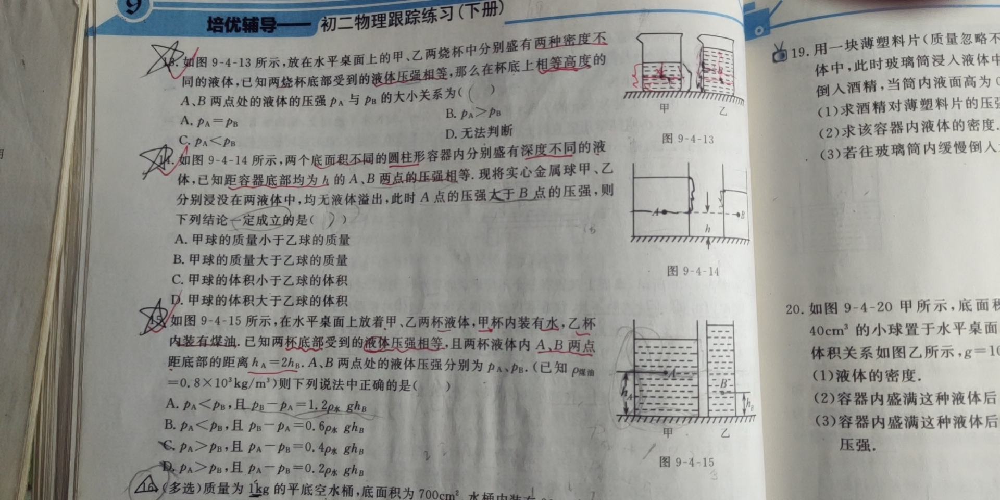 9
培优辅导——初二物理跟踪练习(下册)
13.如图 9-4-13 所示,放在水平桌面上的甲、乙两烧杯中分别盛有两种密度不
同的液体,已知两烧杯底部受到的液体压强相等,那么在杯底上相等高度的
A、B 两点处的液体的压强 pA 与 pB 的大小关系为( )
A. pA=pB
B. pA>pB
C. pA<pB
D. 无法判断
甲
乙
图 9-4-13
14.如图 9-4-14 所示,两个底面积不同的圆柱形容器内分别盛有深度不同的液
体,已知距容器底部均为 h 的 A、B 两点的压强相等. 现将实心金属球甲、乙
分别浸没在两液体中,均无液体溢出,此时 A 点的压强大于 B 点的压强,则
下列结论一定成立的是( )
A. 甲球的质量小于乙球的质量
B. 甲球的质量大于乙球的质量
C. 甲球的体积小于乙球的体积
D. 甲球的体积大于乙球的体积
A
B
h
图 9-4-14
15.如图 9-4-15 所示,在水平桌面上放着甲、乙两杯液体,甲杯内装有水,乙杯
内装有煤油. 已知两杯底部受到的液体压强相等,且两杯液体内 A、B 两点
距底部的距离 hA=2hB. A、B 两点处的液体压强分别为 pA、pB. (已知 ρ煤油
=0.8×10³kg/m³)则下列说法中正确的是( )
A. pA<pB,且 pB-pA=1.2ρ水 ghB
B. pA<pB,且 pB-pA=0.6ρ水 ghB
C. pA>pB,且 pA-pB=0.4ρ水 ghB
D. pA>pB,且 pA-pB=0.2ρ水 ghB
A
B
hA
hB
甲
乙
图 9-4-15
16.(多选)质量为 1kg 的平底空水桶,底面积为 700cm²
19. 用一块薄塑料片(质量忽略不
体中,此时玻璃筒浸入液体中
倒入酒精,当筒内液面高为
(1)求酒精对薄塑料片的压强
(2)求该容器内液体的密度.
(3)若往玻璃筒内缓慢倒入
20. 如图 9-4-20 甲所示,底面积
40cm³ 的小球置于水平桌面
体积关系如图乙所示,g=10
(1)液体的密度.
(2)容器内盛满这种液体后
(3)容器内盛满这种液体后
压强.